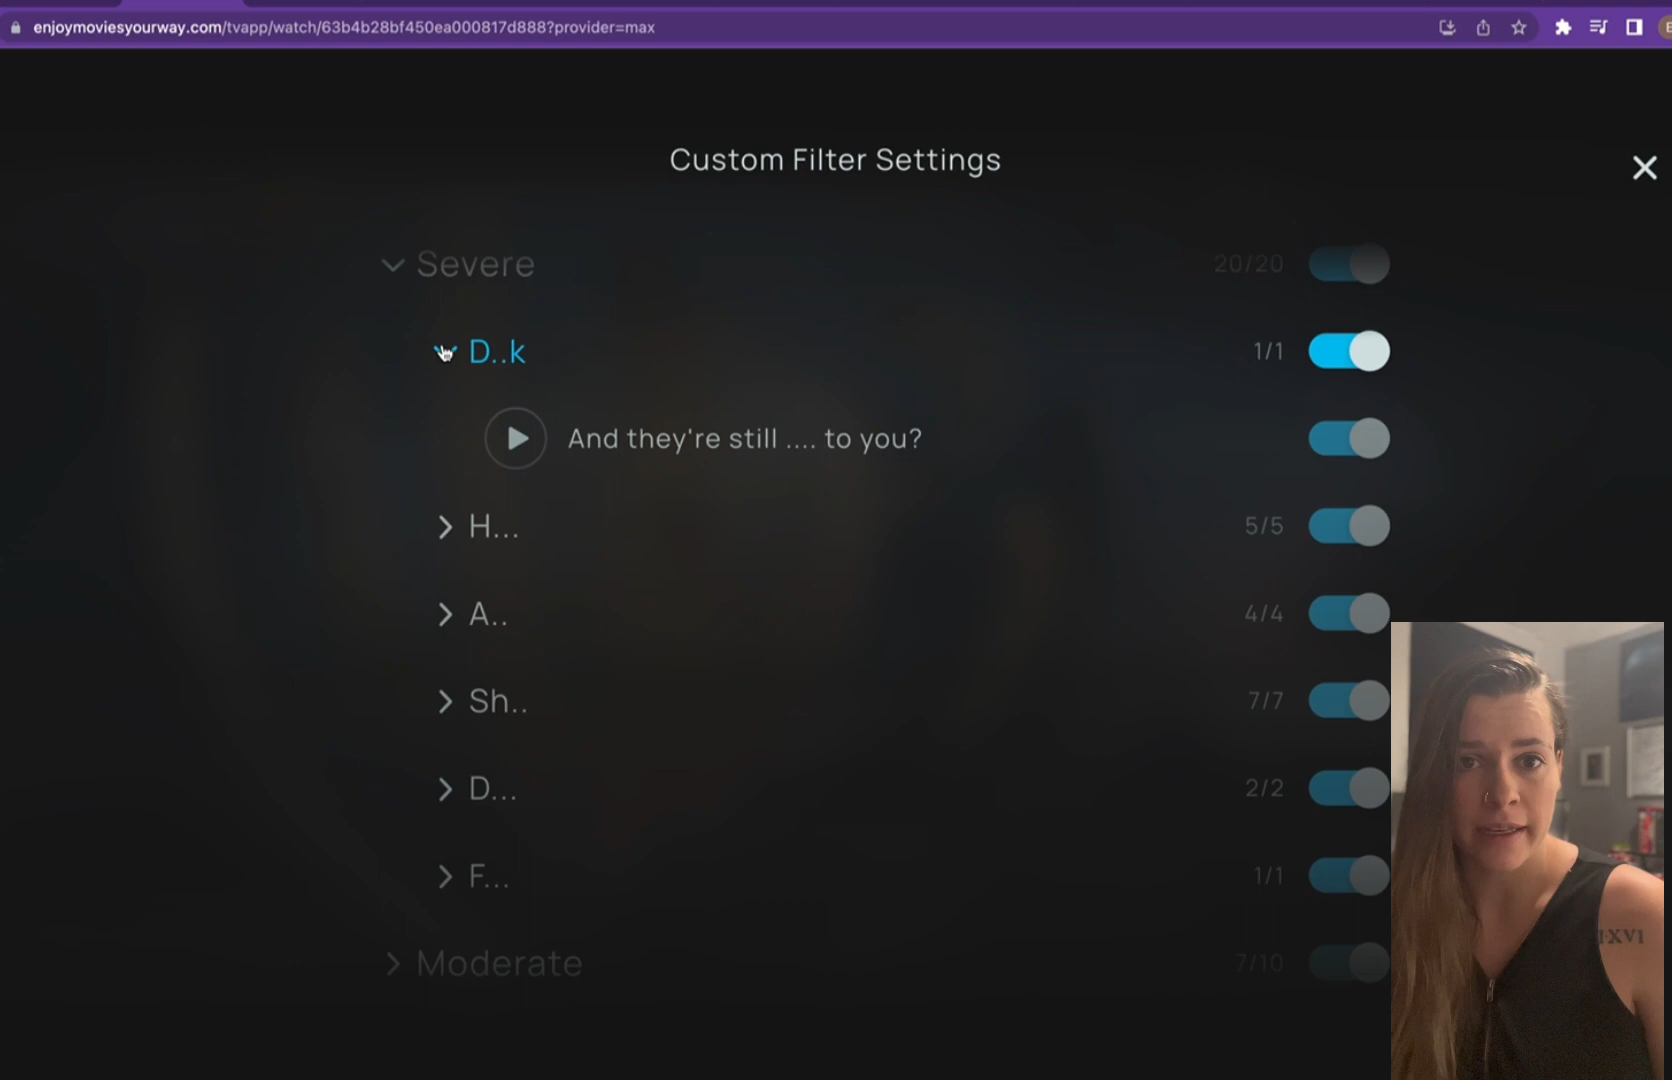 enjoymoviesyourway.com/tvapp/watch/63b4b28bf450ea000817d888?provider=max
Custom Filter Settings
Severe 20/20
D..k 1/1
And they're still .... to you?
H... 5/5
A.. 4/4
Sh.. 7/7
D... 2/2
F... 1/1
Moderate 7/10